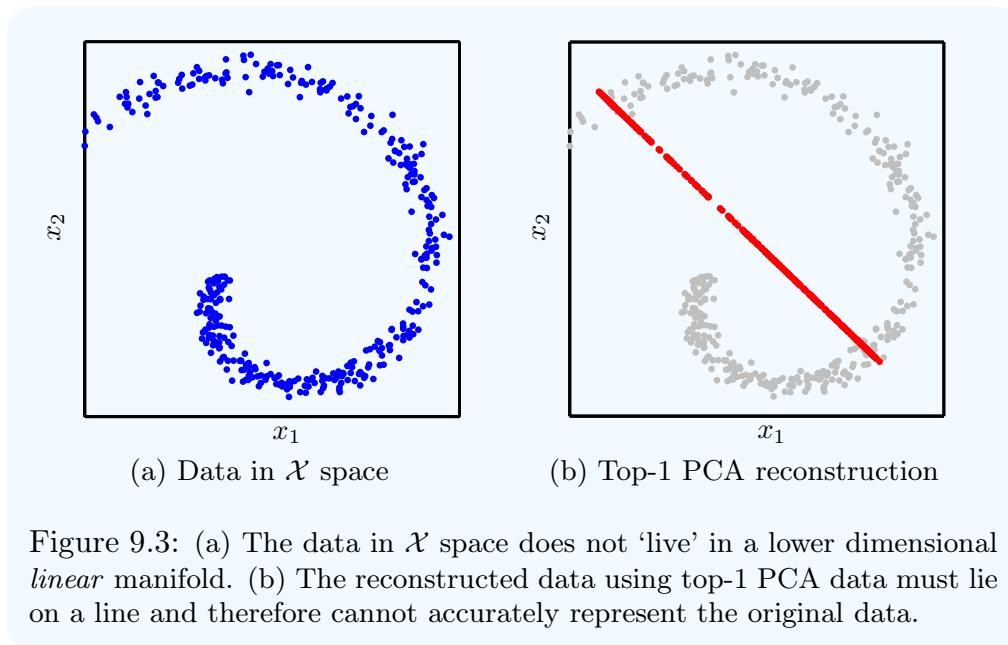 x₂
x₁
(a) Data in 𝒳 space
x₂
x₁
(b) Top-1 PCA reconstruction
Figure 9.3: (a) The data in 𝒳 space does not ‘live’ in a lower dimensional
linear manifold. (b) The reconstructed data using top-1 PCA data must lie
on a line and therefore cannot accurately represent the original data.